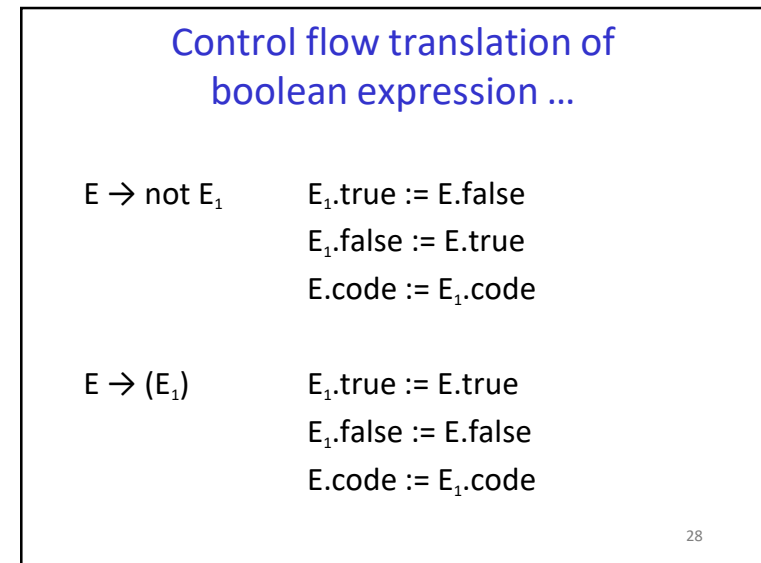 Control flow translation of
boolean expression …
E → not E₁ E₁.true := E.false
E₁.false := E.true
E.code := E₁.code
E → (E₁) E₁.true := E.true
E₁.false := E.false
E.code := E₁.code
28